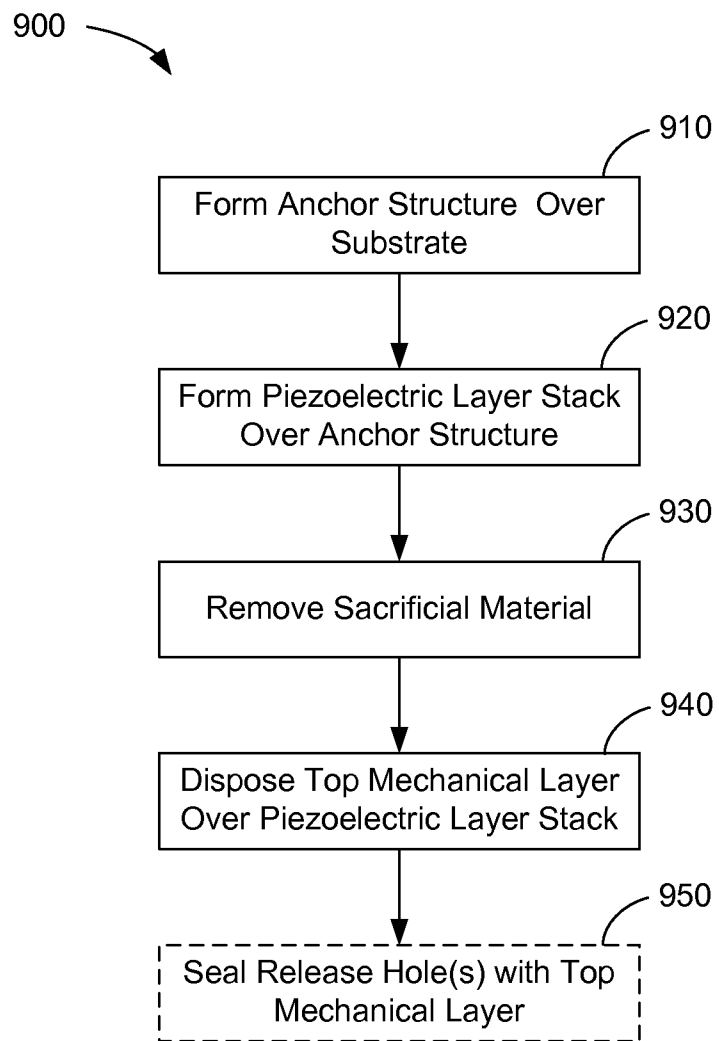 900
910
Form Anchor Structure Over
Substrate
920
Form Piezoelectric Layer Stack
Over Anchor Structure
930
Remove Sacrificial Material
940
Dispose Top Mechanical Layer
Over Piezoelectric Layer Stack
950
Seal Release Hole(s) with Top
Mechanical Layer